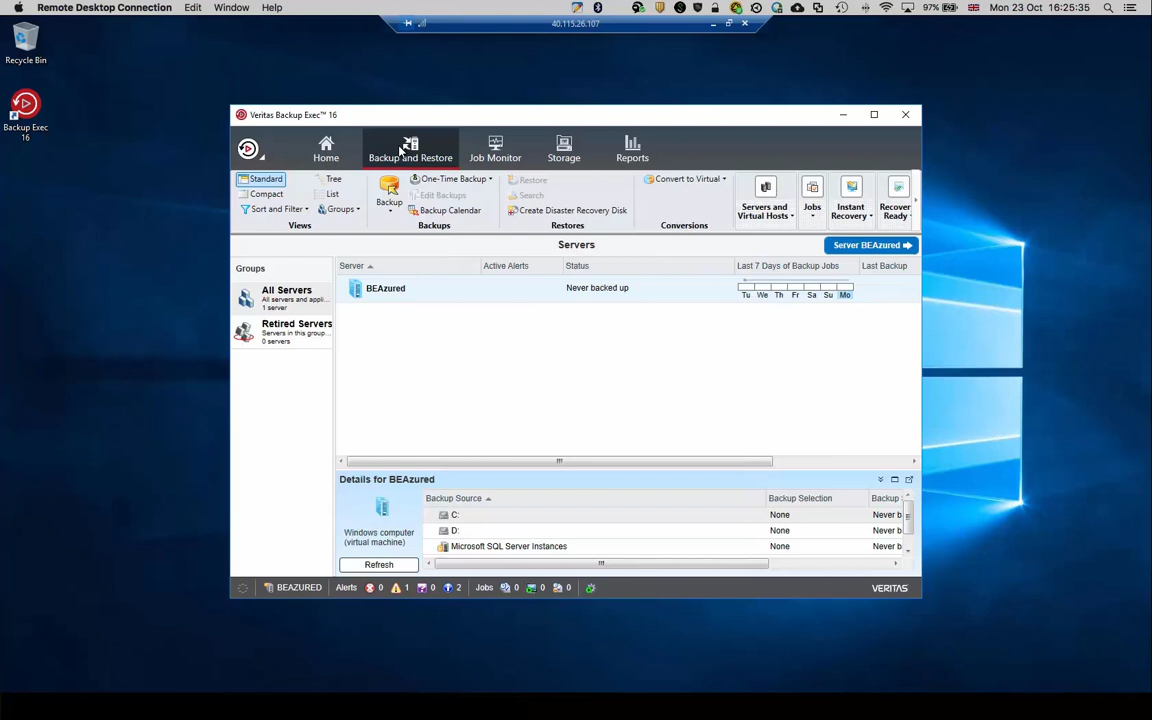 Remote Desktop Connection Edit Window Help
97% Mon 23 Oct 16:25:35
40.115.26.107
Recycle Bin
Backup Exec
16
Veritas Backup Exec™ 16
Home
Backup and Restore
Job Monitor
Storage
Reports
Standard
Compact
Sort and Filter
Tree
List
Groups
Views
Backup
One-Time Backup
Edit Backups
Backup Calendar
Backups
Restore
Search
Create Disaster Recovery Disk
Restores
Convert to Virtual
Conversions
Servers and
Virtual Hosts
Jobs
Instant
Recovery
Recover
Ready
Servers
Server BEAzured
Groups
All Servers
All servers and appli...
1 server
Retired Servers
Servers in this group...
0 servers
Server Active Alerts Status Last 7 Days of Backup Jobs Last Backup
BEAzured Never backed up
Tu We Th Fr Sa Su Mo
Details for BEAzured
Windows computer
(virtual machine)
Refresh
Backup Source Backup Selection Backup S
C: None Never b
D: None Never b
Microsoft SQL Server Instances None Never b
BEAZURED Alerts 0 1 0 2 Jobs 0 0 0 VERITAS